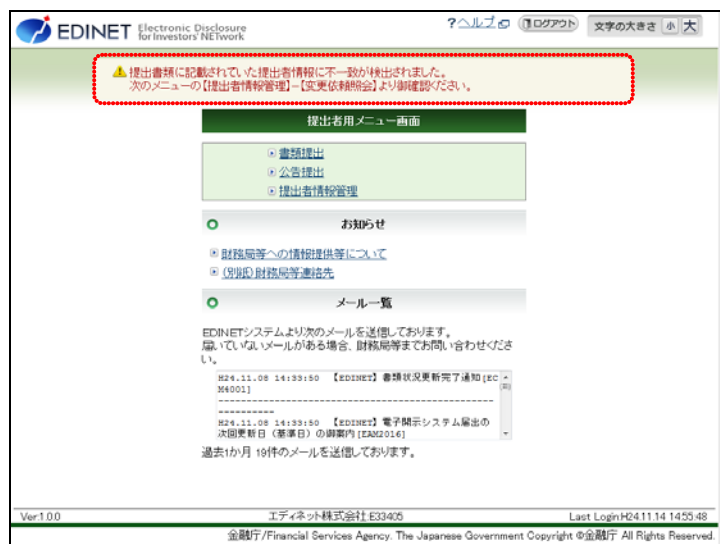 EDINET Electronic Disclosure for Investors' NETwork
?ヘルプ ログアウト 文字の大きさ 小 大
提出書類に記載されていた提出者情報に不一致が検出されました。
次のメニューの【提出者情報管理】-【変更依頼照会】より御確認ください。
提出者用メニュー画面
書類提出
公告提出
提出者情報管理
お知らせ
財務局等への情報提供等について
(別紙)財務局等連絡先
メール一覧
EDINETシステムより次のメールを送信しております。
届いていないメールがある場合、財務局等までお問い合わせくださ
い。
H24.11.08 14:33:50 【EDINET】書類状況更新完了通知[EC
M4001]
------------------------------------------------------
----------
H24.11.08 14:33:50 【EDINET】電子開示システム届出の
次回更新日(基準日)の御案内[EAM2016]
過去1か月 19件のメールを送信しております。
Ver.1.0.0 エディネット株式会社:E33405 Last Login:H24.11.14 14:55:48
金融庁/Financial Services Agency. The Japanese Government Copyright ©金融庁 All Rights Reserved.